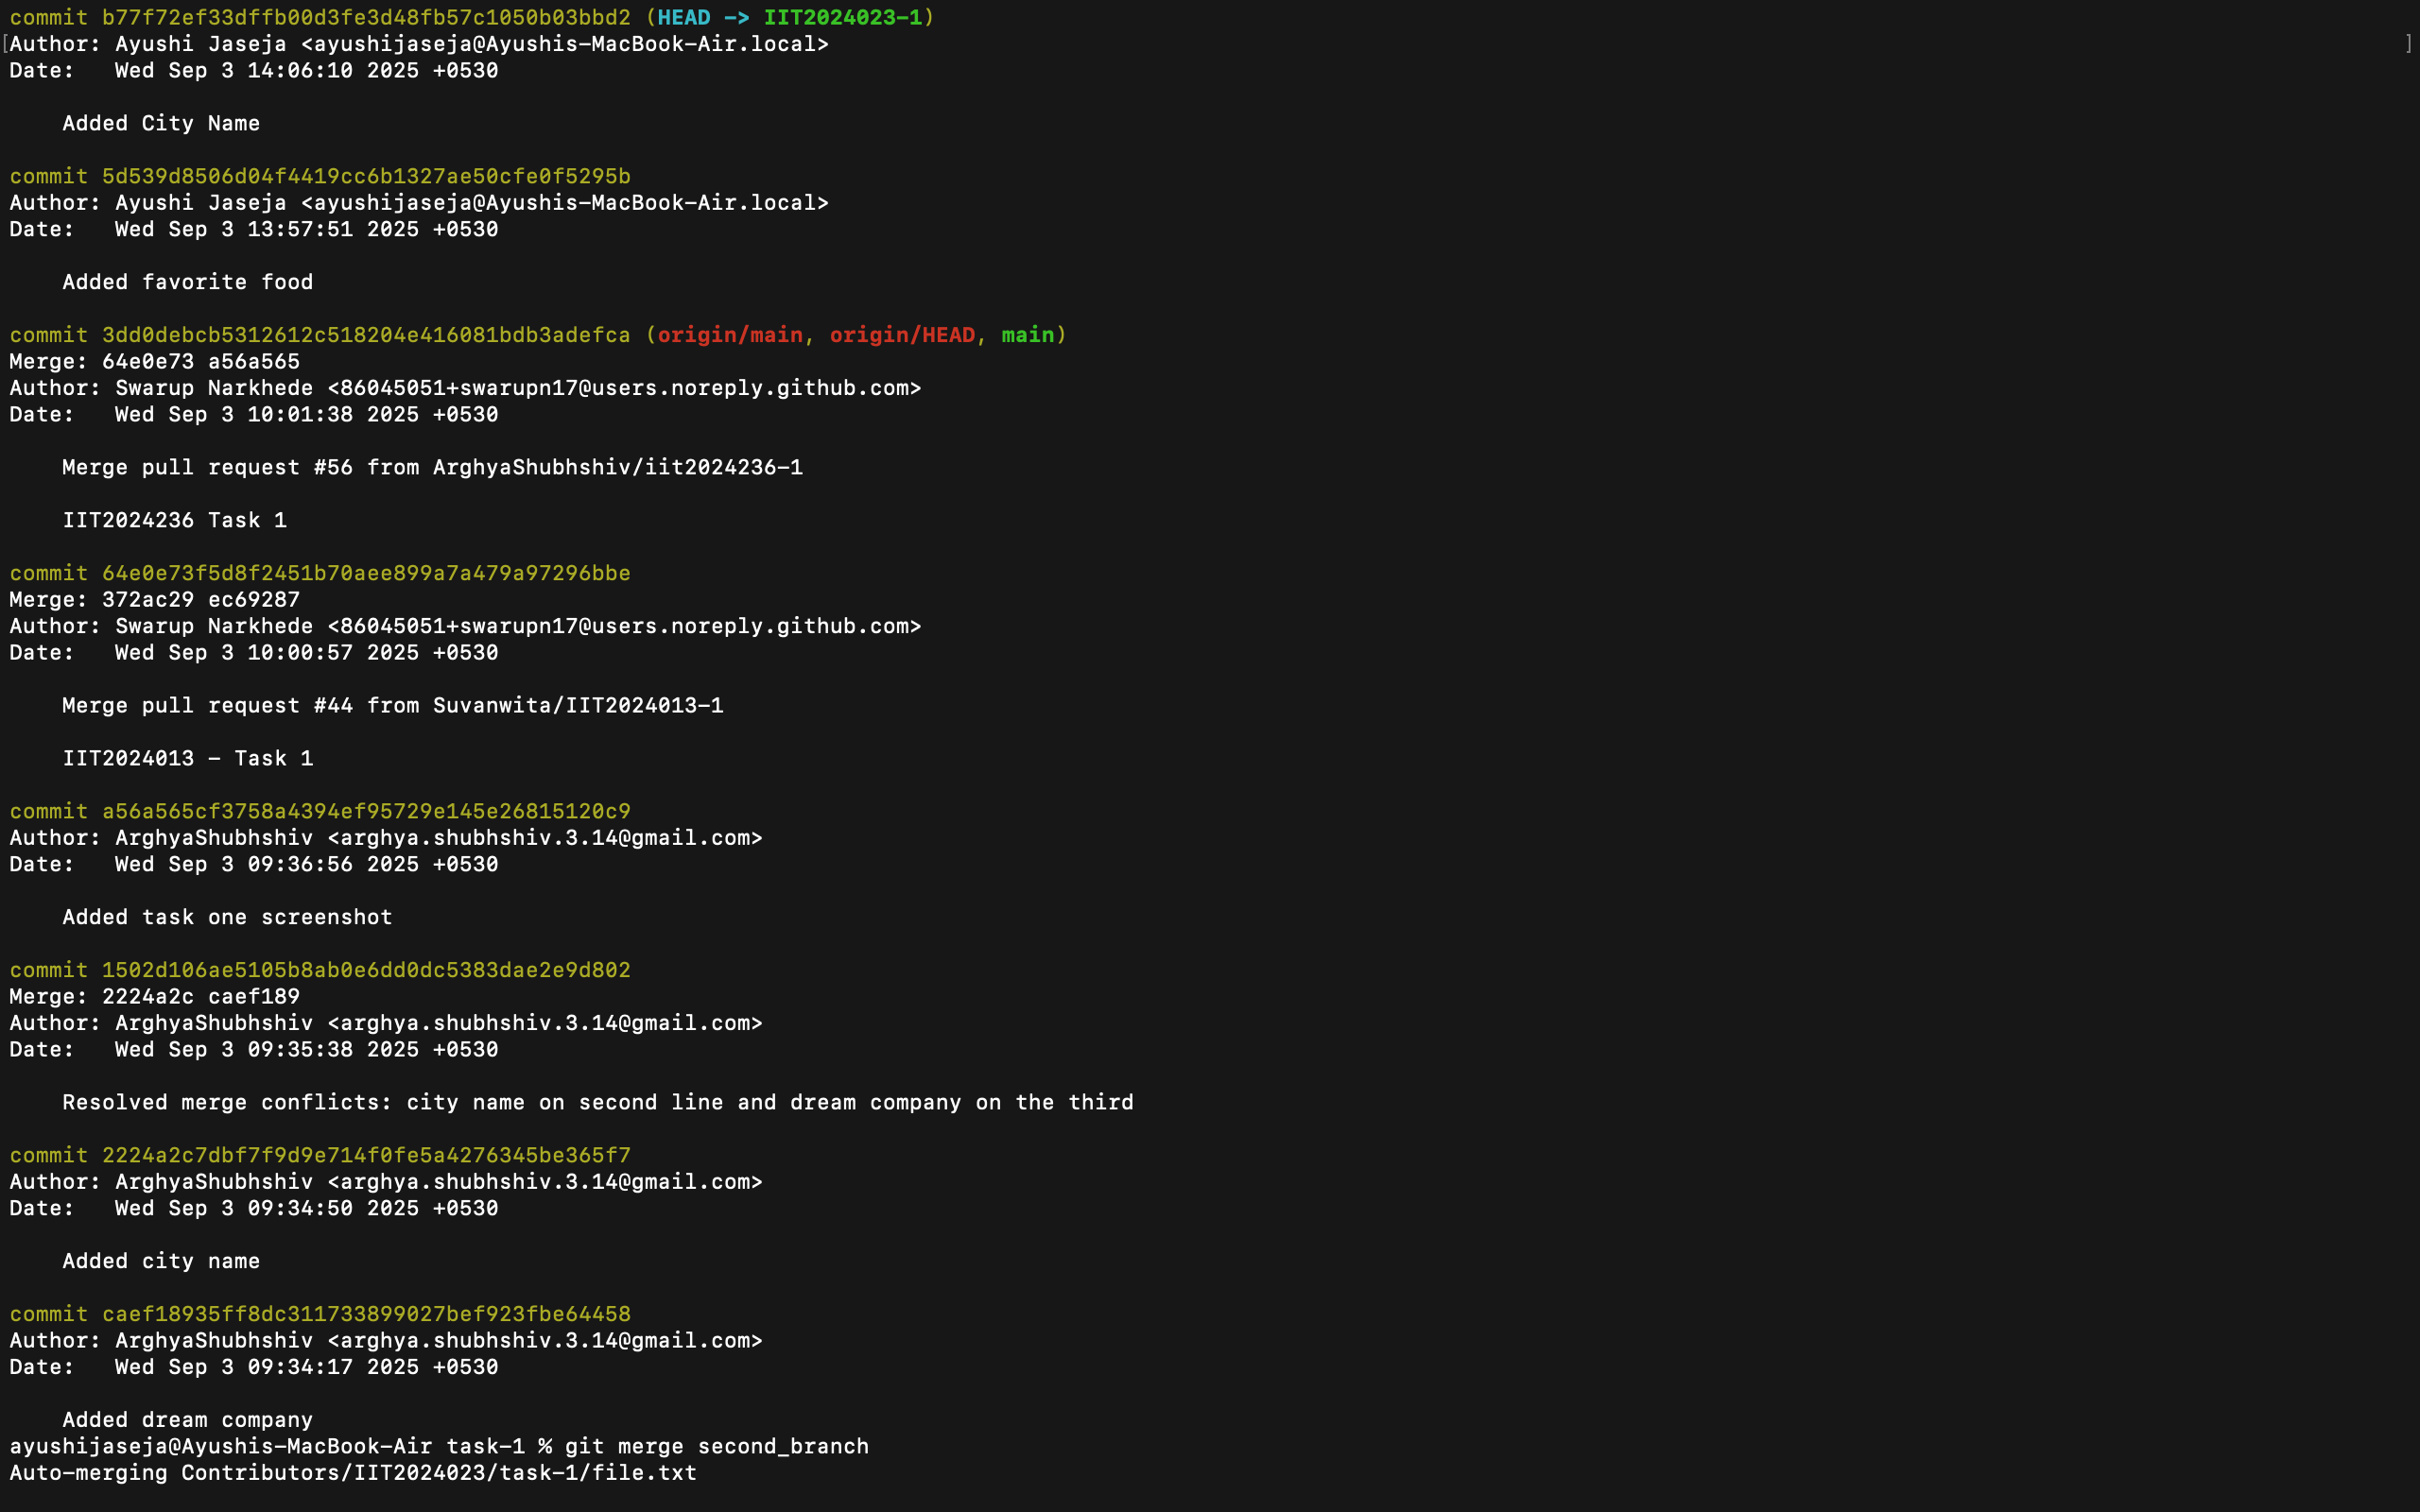 commit b77f72ef33dffb00d3fe3d48fb57c1050b03bbd2 (HEAD -> IIT2024023-1)
[Author: Ayushi Jaseja <ayushijaseja@Ayushis-MacBook-Air.local> ]
Date:   Wed Sep 3 14:06:10 2025 +0530
    Added City Name
commit 5d539d8506d04f4419cc6b1327ae50cfe0f5295b
Author: Ayushi Jaseja <ayushijaseja@Ayushis-MacBook-Air.local>
Date:   Wed Sep 3 13:57:51 2025 +0530
    Added favorite food
commit 3dd0debcb5312612c518204e416081bdb3adefca (origin/main, origin/HEAD, main)
Merge: 64e0e73 a56a565
Author: Swarup Narkhede <86045051+swarupn17@users.noreply.github.com>
Date:   Wed Sep 3 10:01:38 2025 +0530
    Merge pull request #56 from ArghyaShubhshiv/iit2024236-1
    IIT2024236 Task 1
commit 64e0e73f5d8f2451b70aee899a7a479a97296bbe
Merge: 372ac29 ec69287
Author: Swarup Narkhede <86045051+swarupn17@users.noreply.github.com>
Date:   Wed Sep 3 10:00:57 2025 +0530
    Merge pull request #44 from Suvanwita/IIT2024013-1
    IIT2024013 - Task 1
commit a56a565cf3758a4394ef95729e145e26815120c9
Author: ArghyaShubhshiv <arghya.shubhshiv.3.14@gmail.com>
Date:   Wed Sep 3 09:36:56 2025 +0530
    Added task one screenshot
commit 1502d106ae5105b8ab0e6dd0dc5383dae2e9d802
Merge: 2224a2c caef189
Author: ArghyaShubhshiv <arghya.shubhshiv.3.14@gmail.com>
Date:   Wed Sep 3 09:35:38 2025 +0530
    Resolved merge conflicts: city name on second line and dream company on the third
commit 2224a2c7dbf7f9d9e714f0fe5a4276345be365f7
Author: ArghyaShubhshiv <arghya.shubhshiv.3.14@gmail.com>
Date:   Wed Sep 3 09:34:50 2025 +0530
    Added city name
commit caef18935ff8dc311733899027bef923fbe64458
Author: ArghyaShubhshiv <arghya.shubhshiv.3.14@gmail.com>
Date:   Wed Sep 3 09:34:17 2025 +0530
    Added dream company
ayushijaseja@Ayushis-MacBook-Air task-1 % git merge second_branch
Auto-merging Contributors/IIT2024023/task-1/file.txt